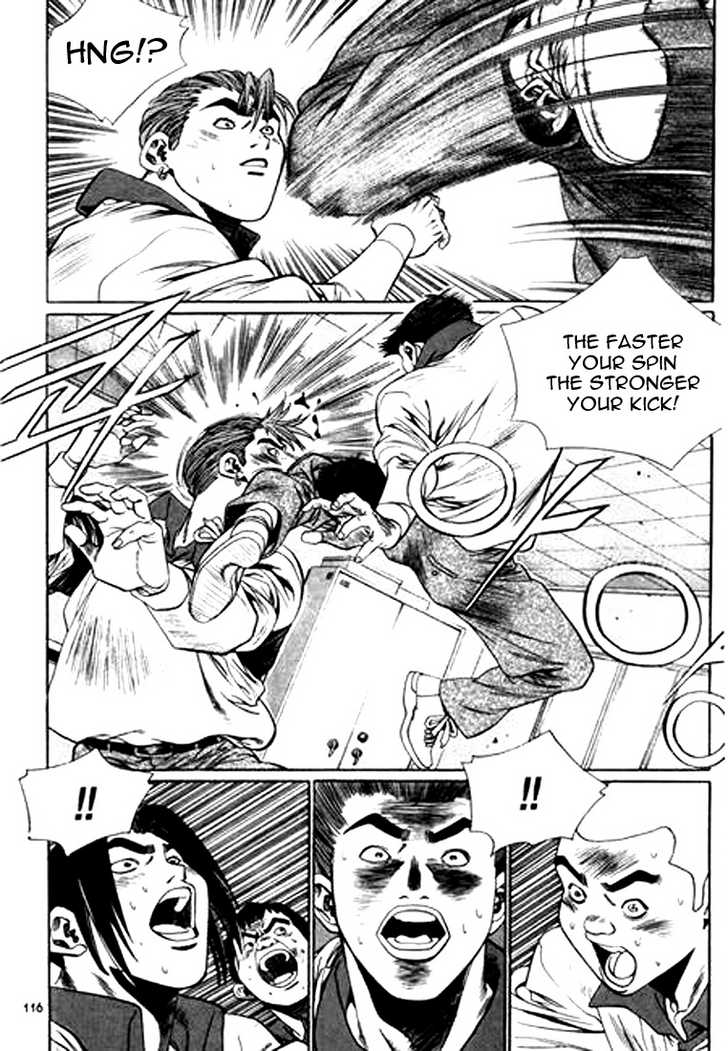 HNG!?
THE FASTER
YOUR SPIN
THE STRONGER
YOUR KICK!
!!
!!
116